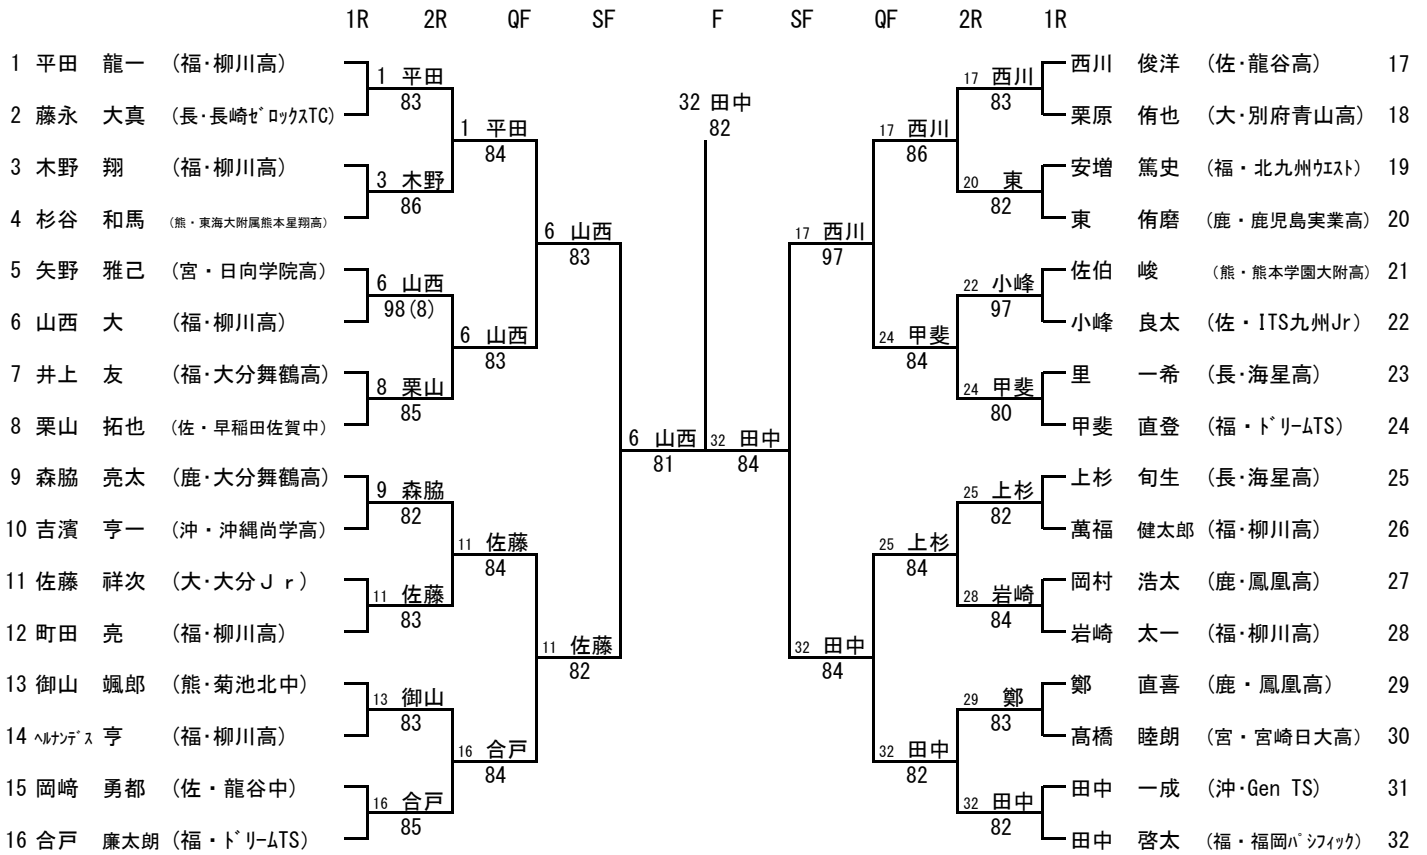 1R 2R QF SF F SF QF 2R 1R
1 平田 龍一 (福・柳川高) 西川 俊洋 (佐・龍谷高) 17
1 平田 17 西川
83 32 田中 83
2 藤永 大真 (長・長崎ゼロックスTC) 栗原 侑也 (大・別府青山高) 18
1 平田 82 17 西川
84 86
3 木野 翔 (福・柳川高) 安増 篤史 (福・北九州ウエスト) 19
3 木野 20 東
86 82
4 杉谷 和馬 (熊・東海大附属熊本星翔高) 東 侑磨 (鹿・鹿児島実業高) 20
6 山西 17 西川
83 97
5 矢野 雅己 (宮・日向学院高) 佐伯 峻 (熊・熊本学園大附高) 21
6 山西 22 小峰
98(8) 97
6 山西 大 (福・柳川高) 小峰 良太 (佐・ITS九州Jr) 22
6 山西 24 甲斐
83 84
7 井上 友 (福・大分舞鶴高) 里 一希 (長・海星高) 23
8 栗山 24 甲斐
85 80
8 栗山 拓也 (佐・早稲田佐賀中) 甲斐 直登 (福・ドリームTS) 24
6 山西 32 田中
81 84
9 森脇 亮太 (鹿・大分舞鶴高) 上杉 旬生 (長・海星高) 25
9 森脇 25 上杉
82 82
10 吉濱 亨一 (沖・沖縄尚学高) 萬福 健太郎 (福・柳川高) 26
11 佐藤 25 上杉
84 84
11 佐藤 祥次 (大・大分Jr) 岡村 浩太 (鹿・鳳凰高) 27
11 佐藤 28 岩崎
83 84
12 町田 亮 (福・柳川高) 岩崎 太一 (福・柳川高) 28
11 佐藤 32 田中
82 84
13 御山 颯郎 (熊・菊池北中) 鄭 直喜 (鹿・鳳凰高) 29
13 御山 29 鄭
83 83
14 ヘルナンデス 亨 (福・柳川高) 髙橋 睦朗 (宮・宮崎日大高) 30
16 合戸 32 田中
84 82
15 岡﨑 勇都 (佐・龍谷中) 田中 一成 (沖・Gen TS) 31
16 合戸 32 田中
85 82
16 合戸 廉太朗 (福・ドリームTS) 田中 啓太 (福・福岡パシフィック) 32